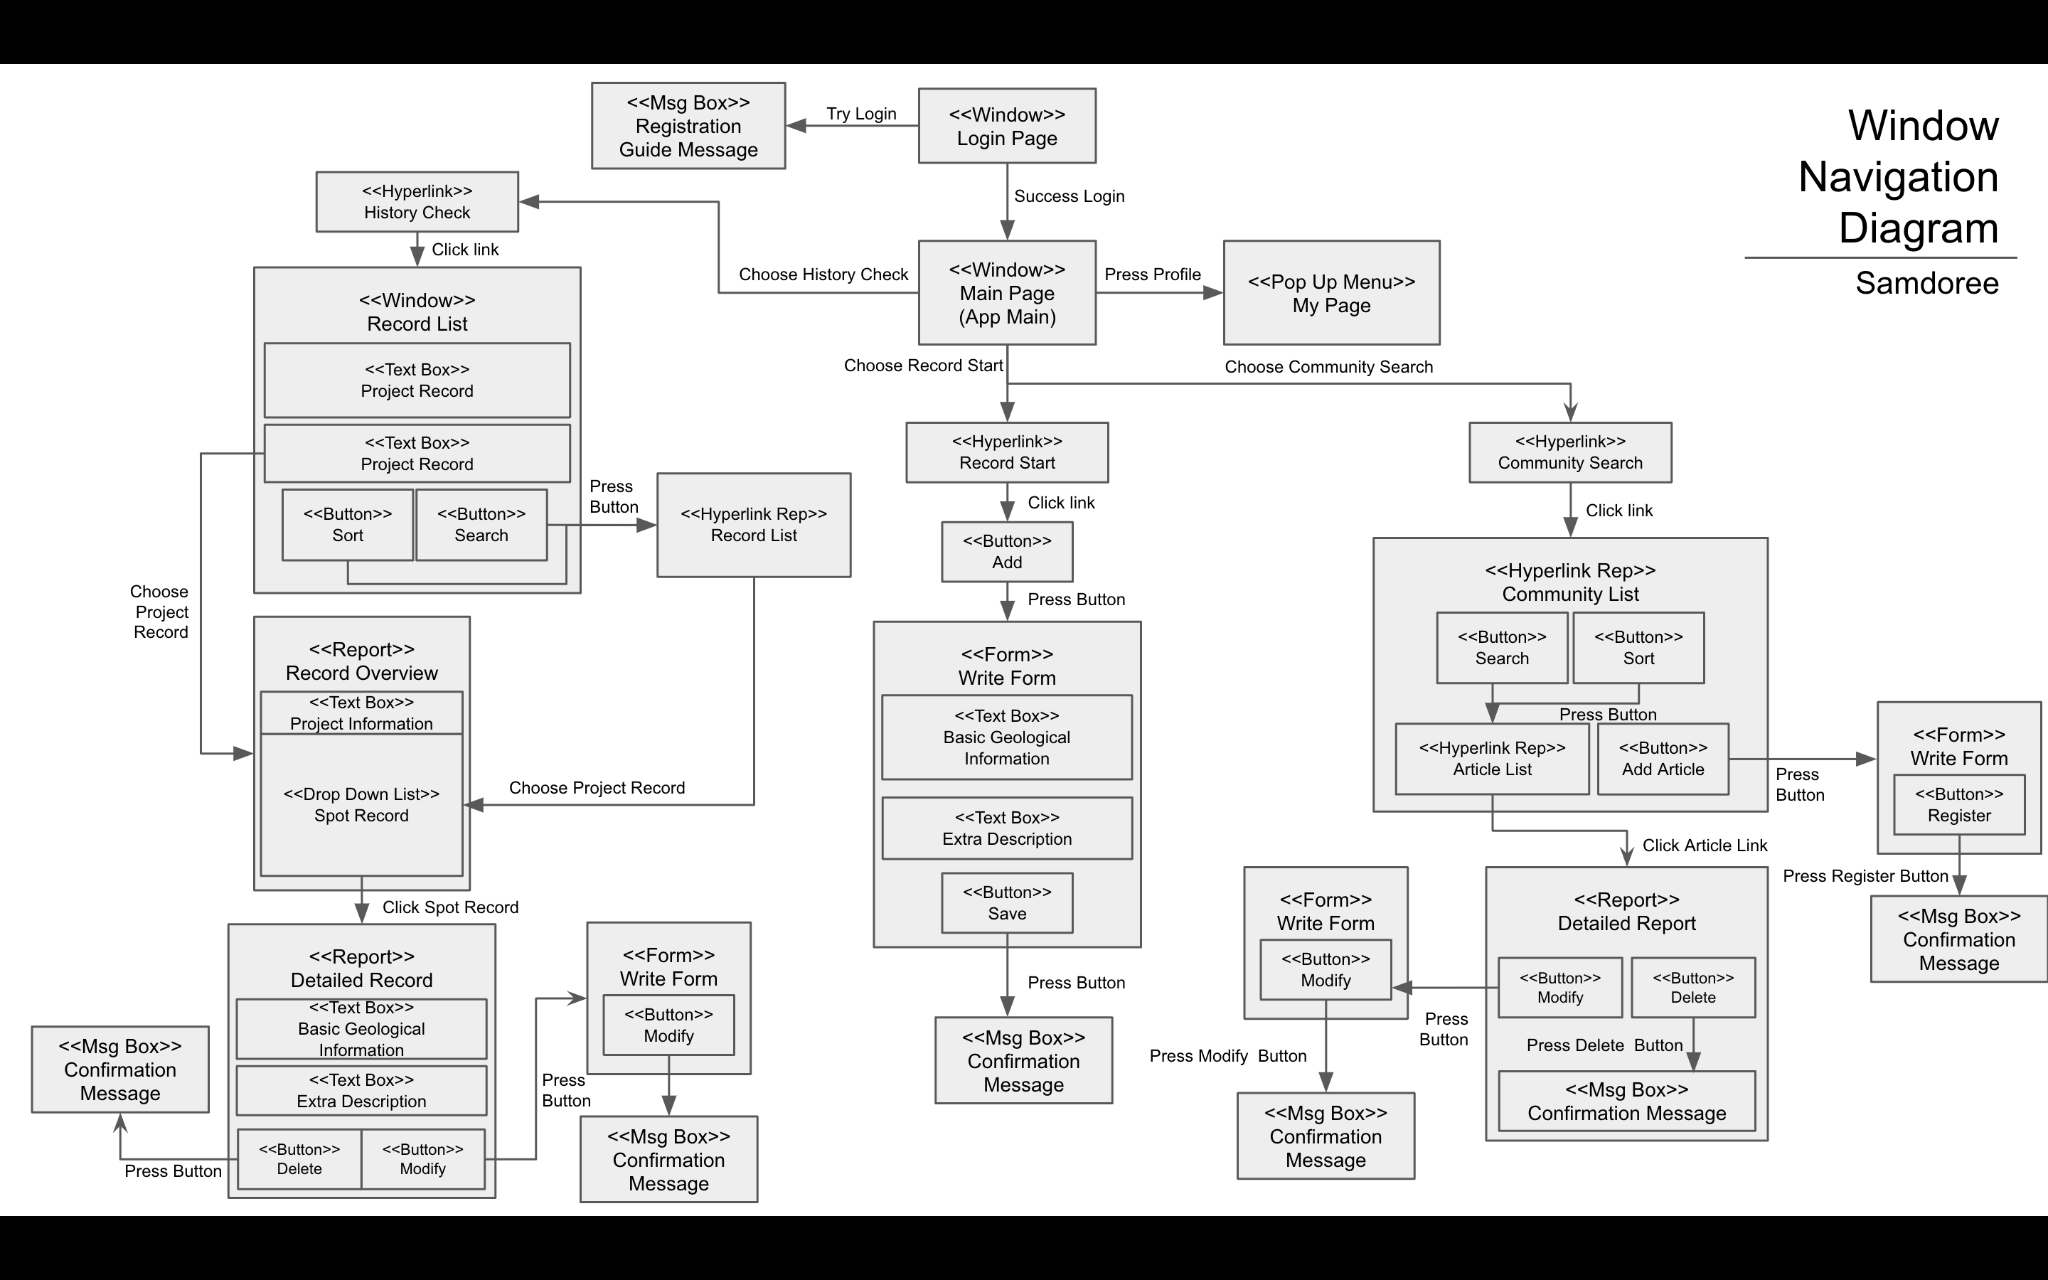 Window
Navigation
Diagram
Samdoree
<<Msg Box>>
Registration
Guide Message
Try Login
<<Window>>
Login Page
Success Login
<<Hyperlink>>
History Check
Click link
Choose History Check
<<Window>>
Main Page
(App Main)
Press Profile
<<Pop Up Menu>>
My Page
Choose Record Start
Choose Community Search
<<Window>>
Record List
<<Text Box>>
Project Record
<<Text Box>>
Project Record
<<Button>>
Sort
<<Button>>
Search
Press
Button
<<Hyperlink Rep>>
Record List
Choose
Project
Record
<<Report>>
Record Overview
<<Text Box>>
Project Information
<<Drop Down List>>
Spot Record
Choose Project Record
Click Spot Record
<<Report>>
Detailed Record
<<Text Box>>
Basic Geological
Information
<<Text Box>>
Extra Description
<<Button>>
Delete
<<Button>>
Modify
Press Button
<<Msg Box>>
Confirmation
Message
Press
Button
<<Form>>
Write Form
<<Button>>
Modify
<<Msg Box>>
Confirmation
Message
<<Hyperlink>>
Record Start
Click link
<<Button>>
Add
Press Button
<<Form>>
Write Form
<<Text Box>>
Basic Geological
Information
<<Text Box>>
Extra Description
<<Button>>
Save
Press Button
<<Msg Box>>
Confirmation
Message
<<Hyperlink>>
Community Search
Click link
<<Hyperlink Rep>>
Community List
<<Button>>
Search
<<Button>>
Sort
Press Button
<<Hyperlink Rep>>
Article List
<<Button>>
Add Article
Press
Button
<<Form>>
Write Form
<<Button>>
Register
Press Register Button
<<Msg Box>>
Confirmation
Message
Click Article Link
<<Report>>
Detailed Report
<<Button>>
Modify
<<Button>>
Delete
Press Delete  Button
<<Msg Box>>
Confirmation Message
Press
Button
<<Form>>
Write Form
<<Button>>
Modify
Press Modify  Button
<<Msg Box>>
Confirmation
Message